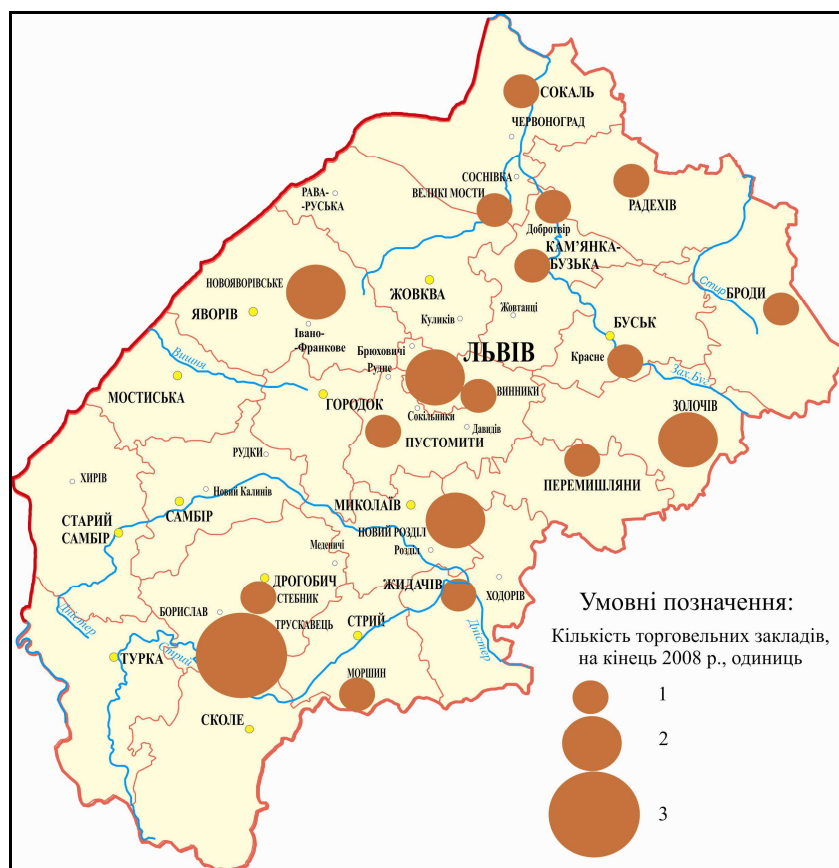 СОКАЛЬ
ЧЕРВОНОГРАД
СОСНІВКА
РАВА-
-РУСЬКА
ВЕЛИКІ МОСТИ
РАДЕХІВ
Добротвір
КАМ’ЯНКА-
БУЗЬКА
НОВОЯВОРІВСЬКЕ
ЖОВКВА
Стир
БРОДИ
ЯВОРІВ
Івано-
-Франкове
Куликів
Жовтанці
БУСЬК
Брюховичі
ЛЬВІВ
Рудне
Красне
Вишня
Зах.Буг
МОСТИСЬКА
ГОРОДОК
ВИННИКИ
ЗОЛОЧІВ
Сокільники
Давидів
ПУСТОМИТИ
РУДКИ
ПЕРЕМИШЛЯНИ
ХИРІВ
Новий Калинів
САМБІР
МИКОЛАЇВ
СТАРИЙ
САМБІР
НОВИЙ РОЗДІЛ
Меденичі
Розділ
ДРОГОБИЧ
ЖИДАЧІВ
ХОДОРІВ
СТЕБНИК
Дністер
БОРИСЛАВ
ТРУСКАВЕЦЬ
СТРИЙ
Дністер
ТУРКА
Стрий
МОРШИН
СКОЛЕ
Умовні позначення:
Кількість торговельних закладів,
на кінець 2008 р., одиниць
1
2
3